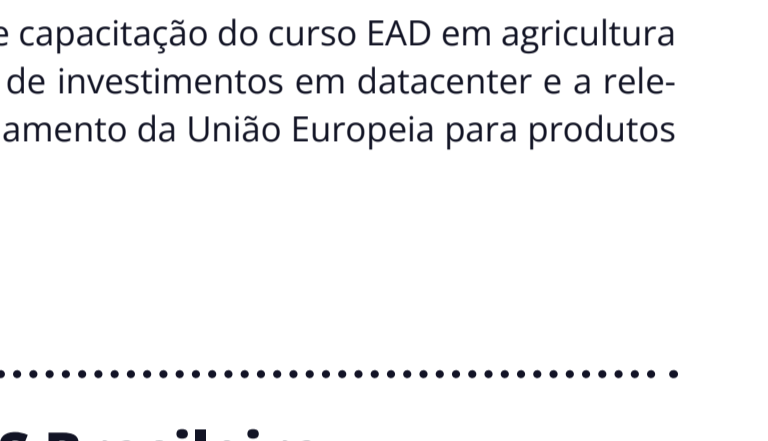 e capacitação do curso EAD em agricultura
de investimentos em datacenter e a rele-
amento da União Europeia para produtos